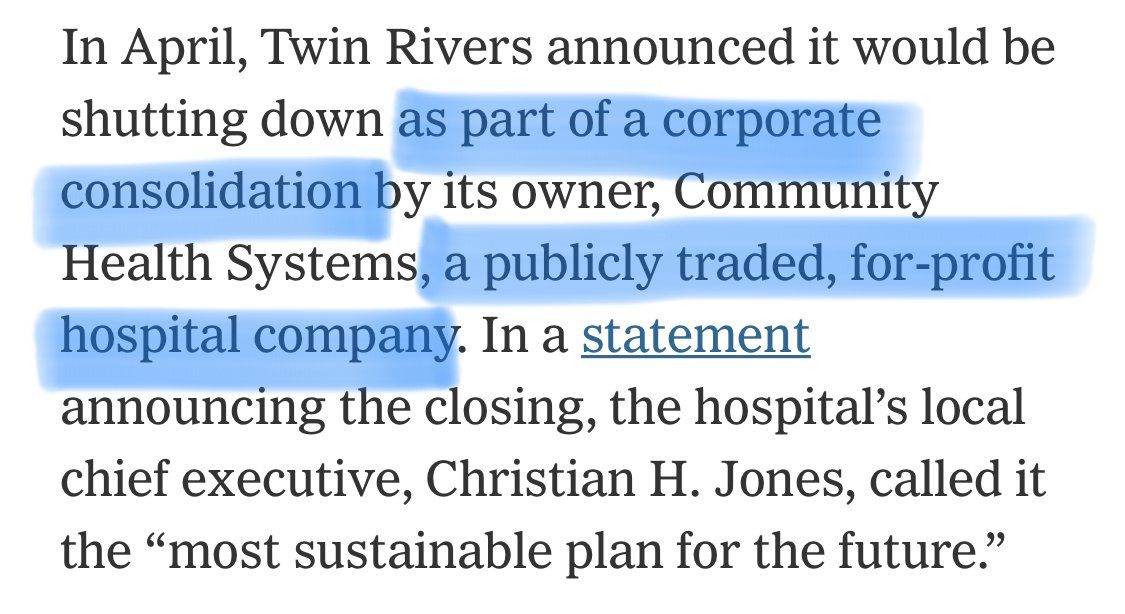 In April, Twin Rivers announced it would be
shutting down as part of a corporate
consolidation by its owner, Community
Health Systems, a publicly traded, for-profit
hospital company. In a statement
announcing the closing, the hospital’s local
chief executive, Christian H. Jones, called it
the “most sustainable plan for the future.”